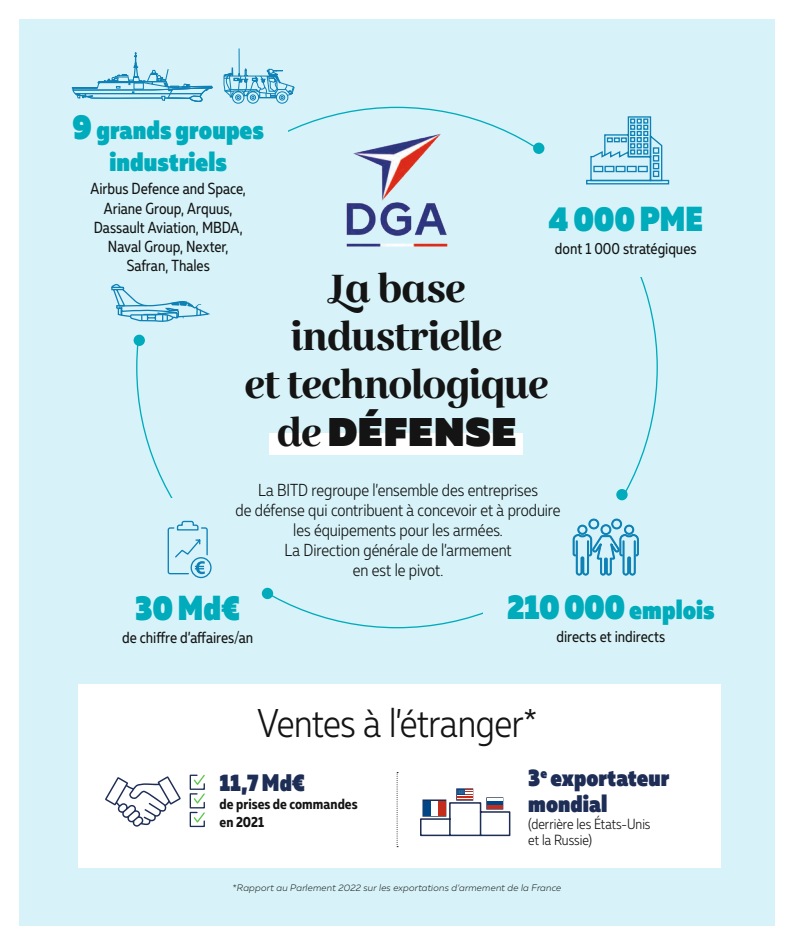 9 grands groupes
industriels
Airbus Defence and Space,
Ariane Group, Arquus,
Dassault Aviation, MBDA,
Naval Group, Nexter,
Safran, Thales
DGA
4 000 PME
dont 1 000 stratégiques
La base
industrielle
et technologique
de DÉFENSE
La BITD regroupe l'ensemble des entreprises
de défense qui contribuent à concevoir et à produire
les équipements pour les armées.
La Direction générale de l'armement
en est le pivot.
€
30 Md€
de chiffre d'affaires/an
210 000 emplois
directs et indirects
Ventes à l'étranger*
11,7 Md€
de prises de commandes
en 2021
3e exportateur
mondial
(derrière les États-Unis
et la Russie)
*Rapport au Parlement 2022 sur les exportations d'armement de la France